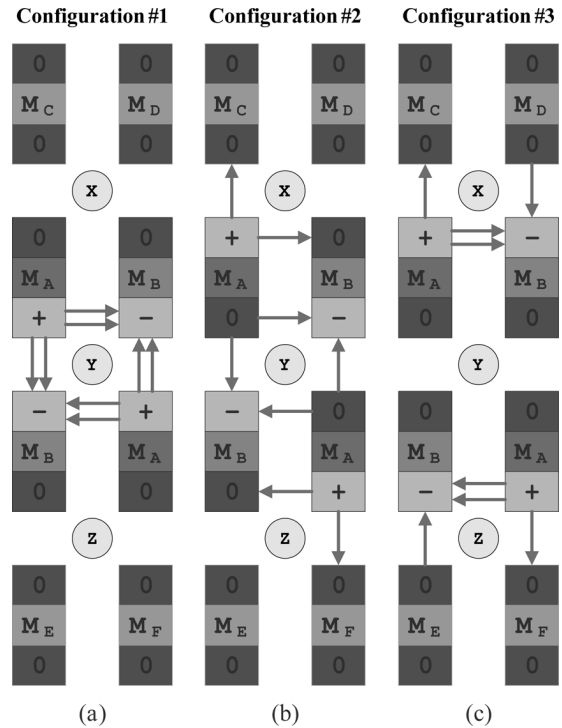 Configuration #1 Configuration #2 Configuration #3
0 0 0 0 0 0
M C M D M C M D M C M D
0 0 0 0 0 0
X X X
0 0 + 0 + -
M A M B M A M B M A M B
+ - 0 - 0 0
Y Y Y
- + - 0 0 0
M B M A M B M A M B M A
0 0 0 + - +
Z Z Z
0 0 0 0 0 0
M E M F M E M F M E M F
0 0 0 0 0 0
(a) (b) (c)